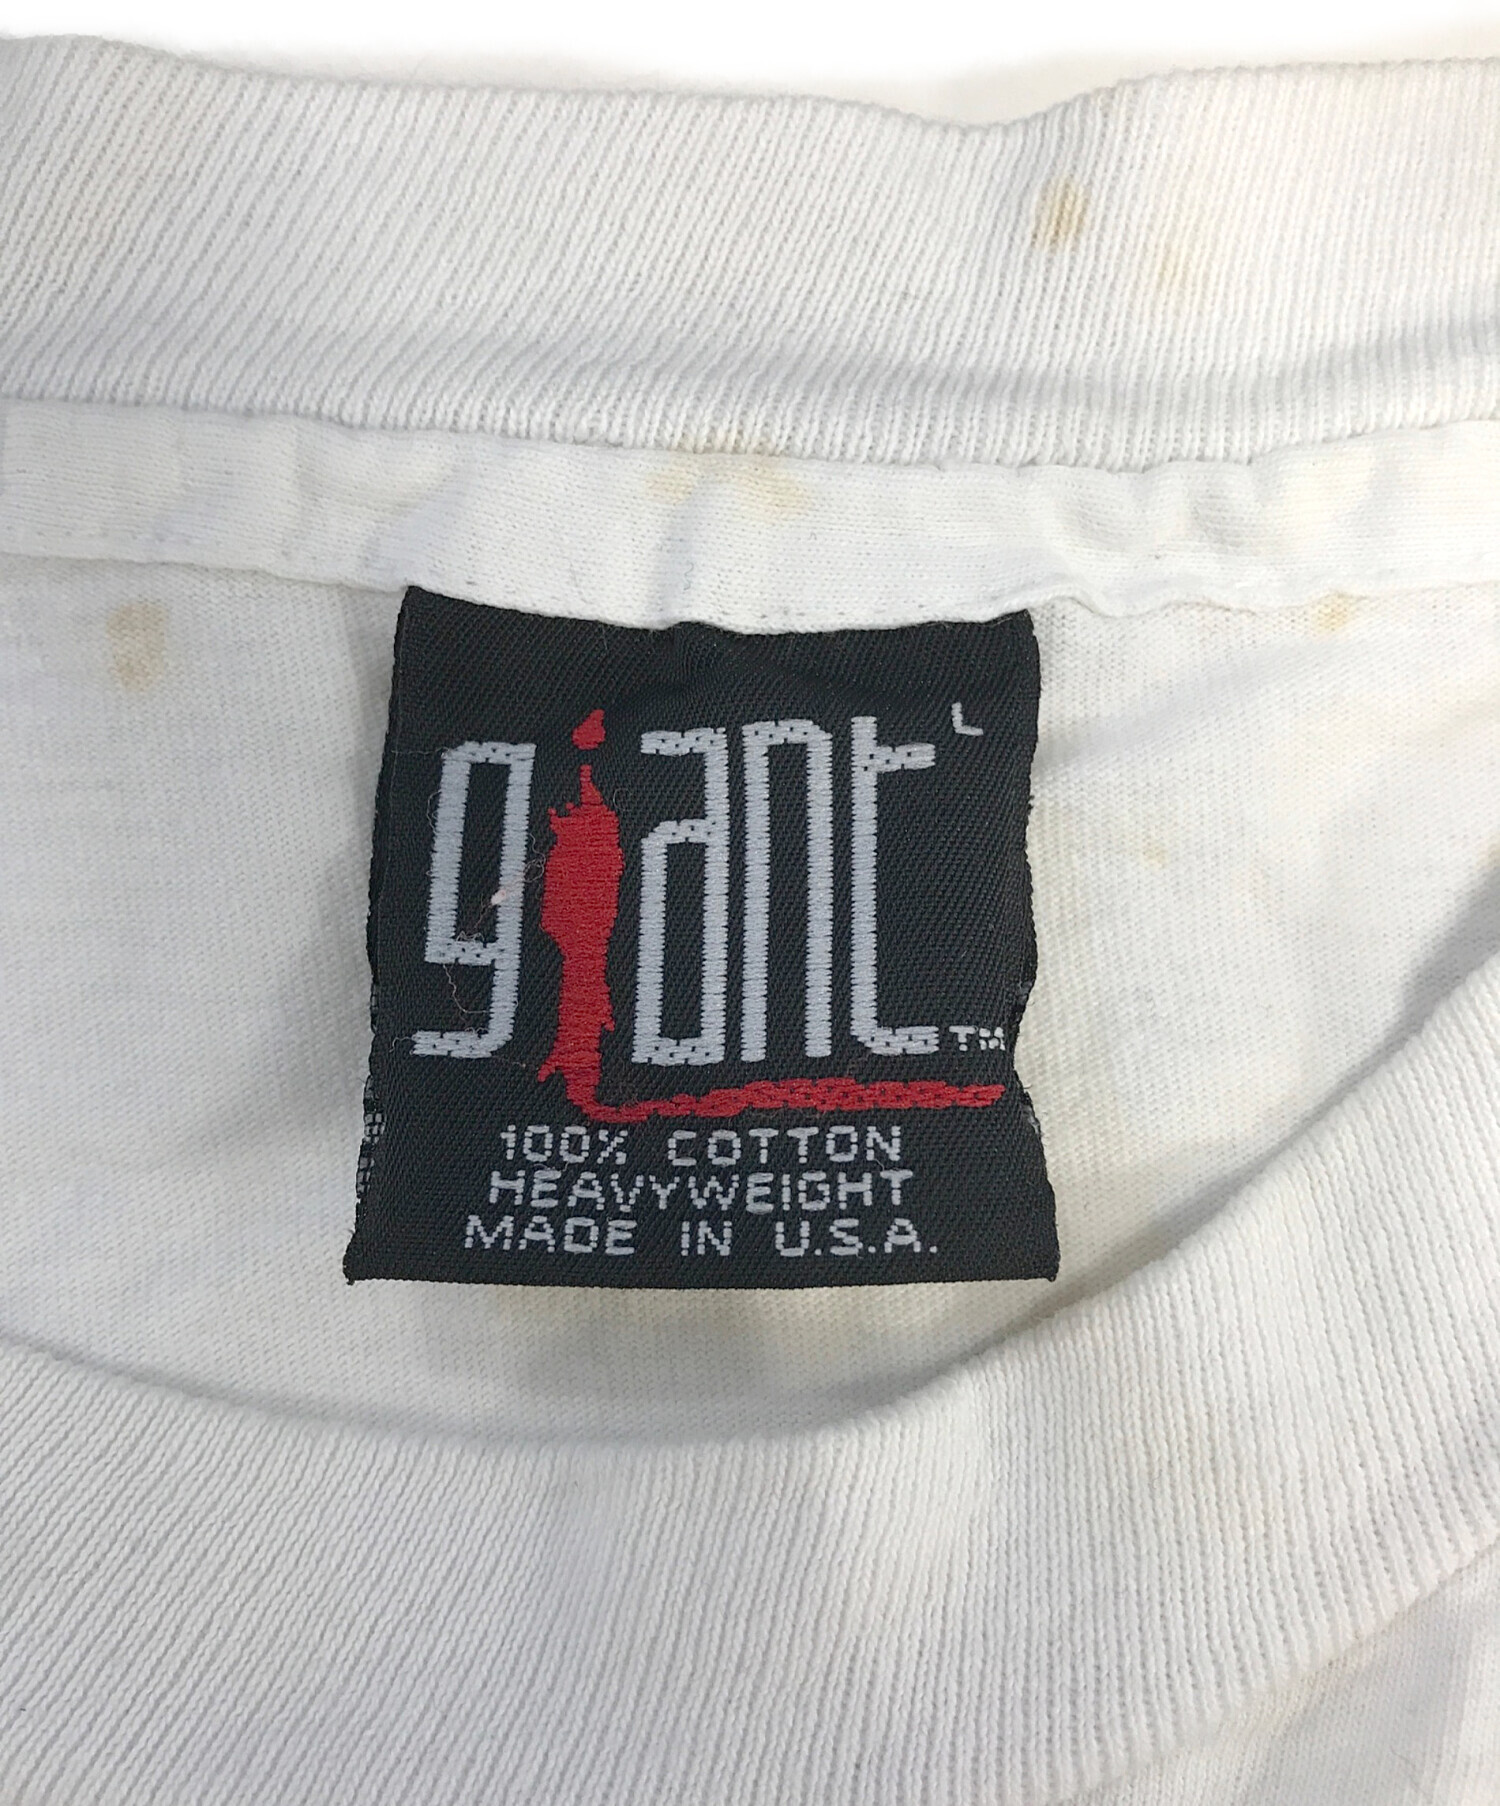 giant L
TM
100% COTTON
HEAVYWEIGHT
MADE IN U.S.A.